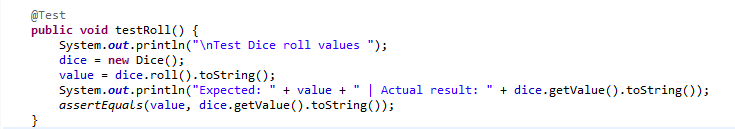 @Test
public void testRoll() {
    System.out.println("\nTest Dice roll values ");
    dice = new Dice();
    value = dice.roll().toString();
    System.out.println("Expected: " + value + " | Actual result: " + dice.getValue().toString());
    assertEquals(value, dice.getValue().toString());
}